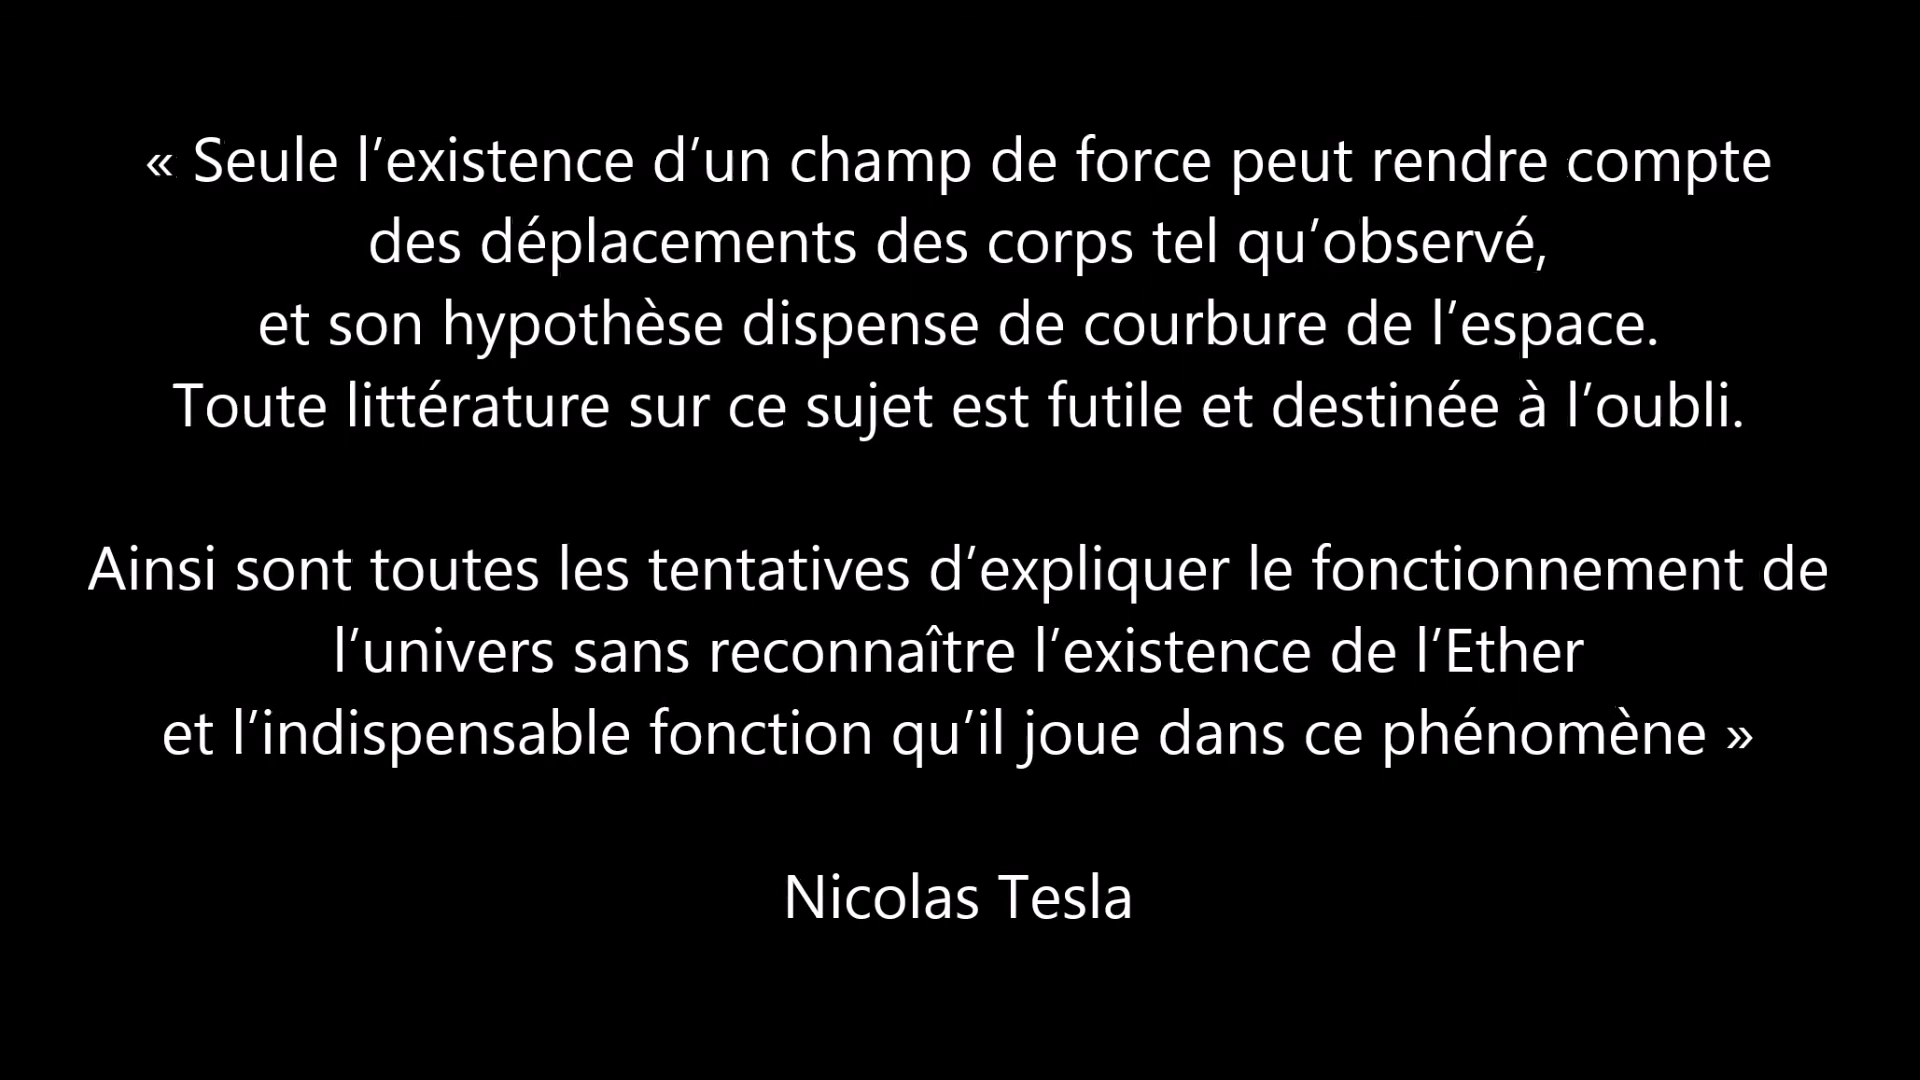 « Seule l’existence d’un champ de force peut rendre compte
des déplacements des corps tel qu’observé,
et son hypothèse dispense de courbure de l’espace.
Toute littérature sur ce sujet est futile et destinée à l’oubli.
Ainsi sont toutes les tentatives d’expliquer le fonctionnement de
l’univers sans reconnaître l’existence de l’Ether
et l’indispensable fonction qu’il joue dans ce phénomène »
Nicolas Tesla